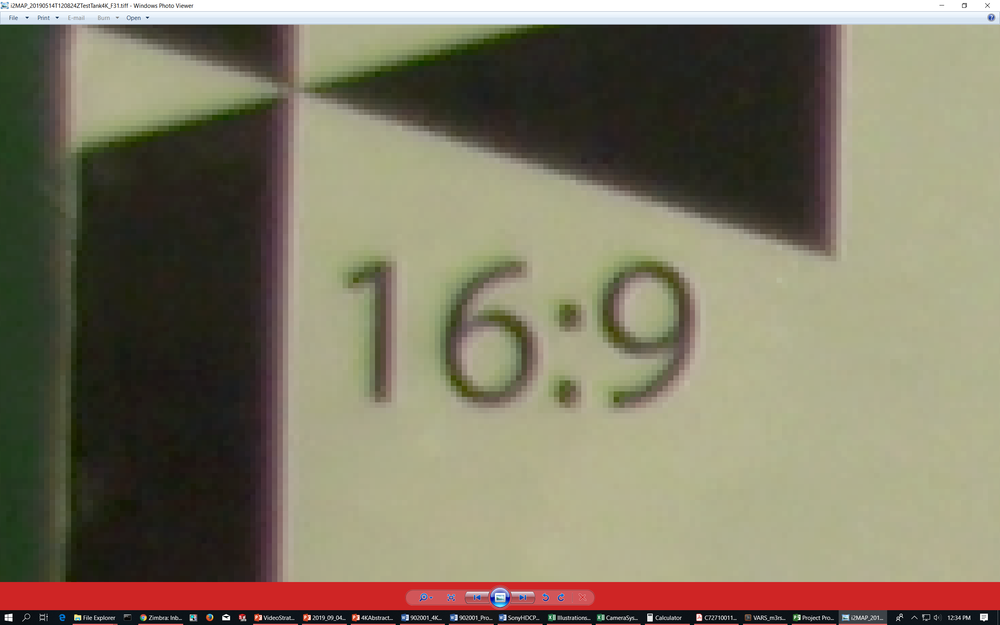 i2MAP_20190514T120824ZTestTank4K_F31.tiff - Windows Photo Viewer
File Print E-mail Burn Open
16:9
File Explorer Zimbra: Inb... 2019 VideoStrat... 2019_09_04... 4KAbstract... 902001_4K... 902001_Pro... SonyHDCP... Illustrations... CameraSys... Calculator C72710011... VARS_m3rs... Project Pro... i2MAP_201... 12:34 PM